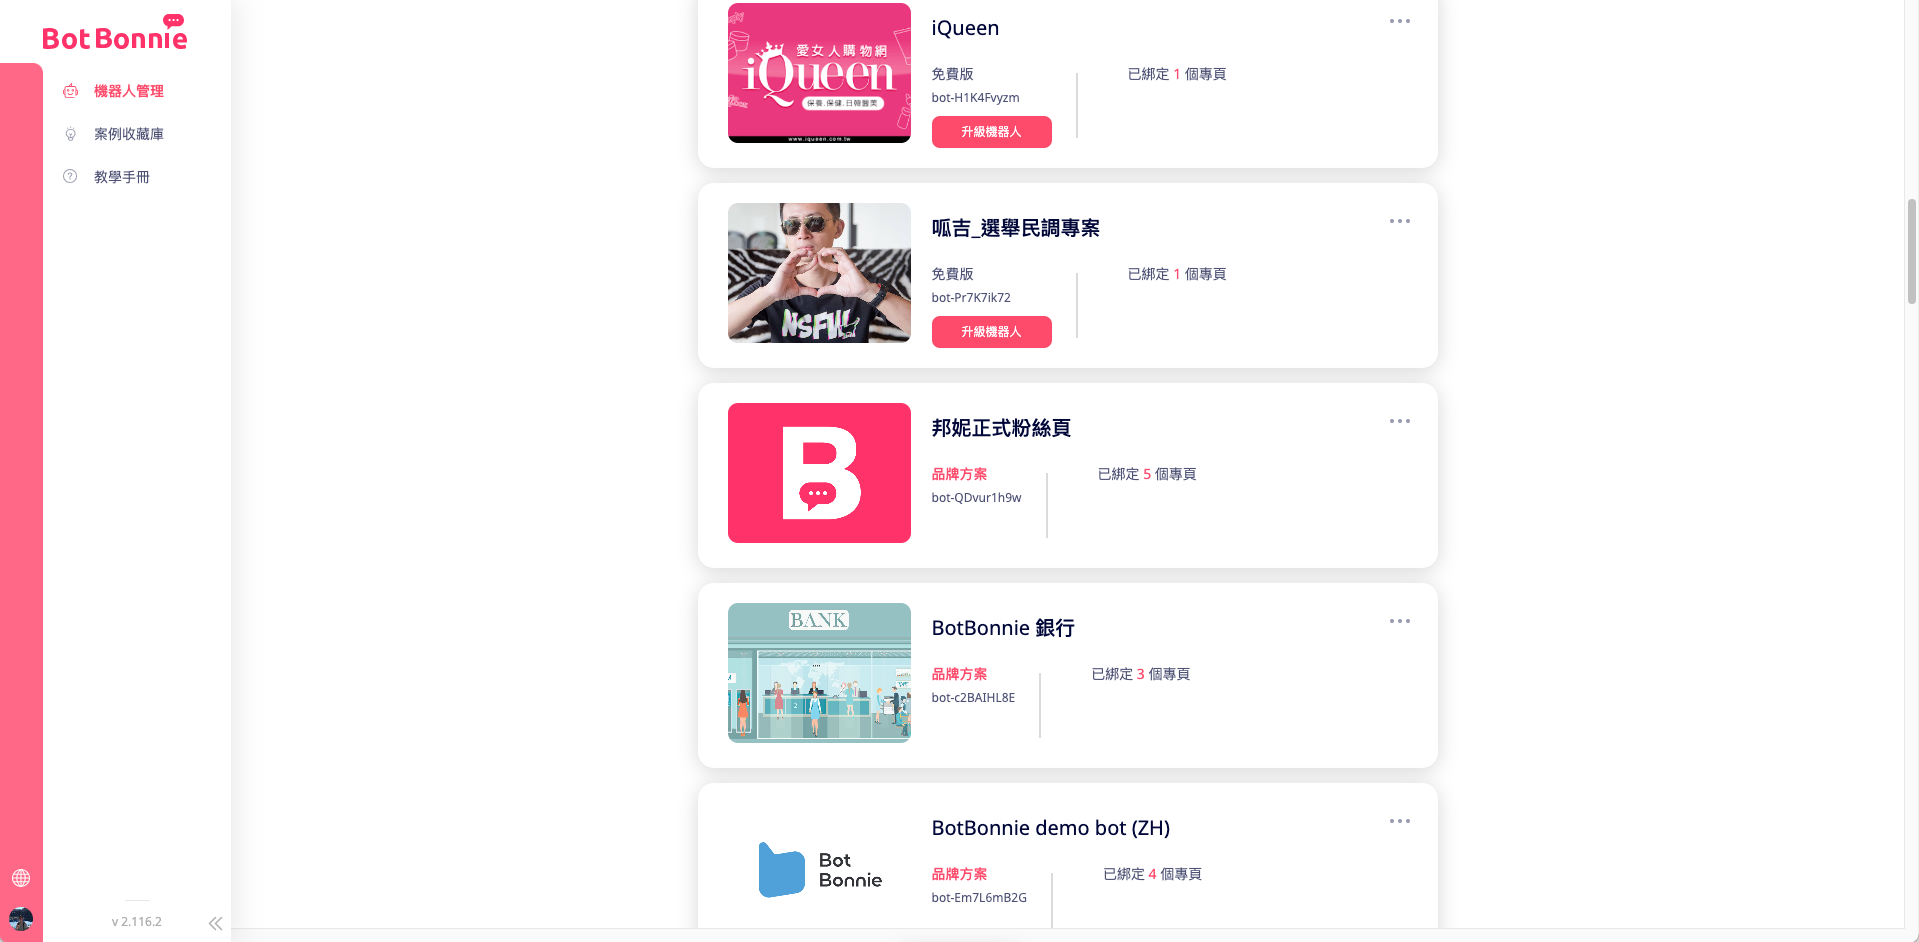 BotBonnie
機器人管理
案例收藏庫
教學手冊
v 2.116.2
愛女人購物網
iQueen
保養.保健.日韓醫美
www.iqueen.com.tw
iQueen
免費版
bot-H1K4Fvyzm
升級機器人
已綁定 1 個專頁
NSFW
呱吉_選舉民調專案
免費版
bot-Pr7K7ik72
升級機器人
已綁定 1 個專頁
B
邦妮正式粉絲頁
品牌方案
bot-QDvur1h9w
已綁定 5 個專頁
BANK
2
BotBonnie 銀行
品牌方案
bot-c2BAIHL8E
已綁定 3 個專頁
Bot
Bonnie
BotBonnie demo bot (ZH)
品牌方案
bot-Em7L6mB2G
已綁定 4 個專頁